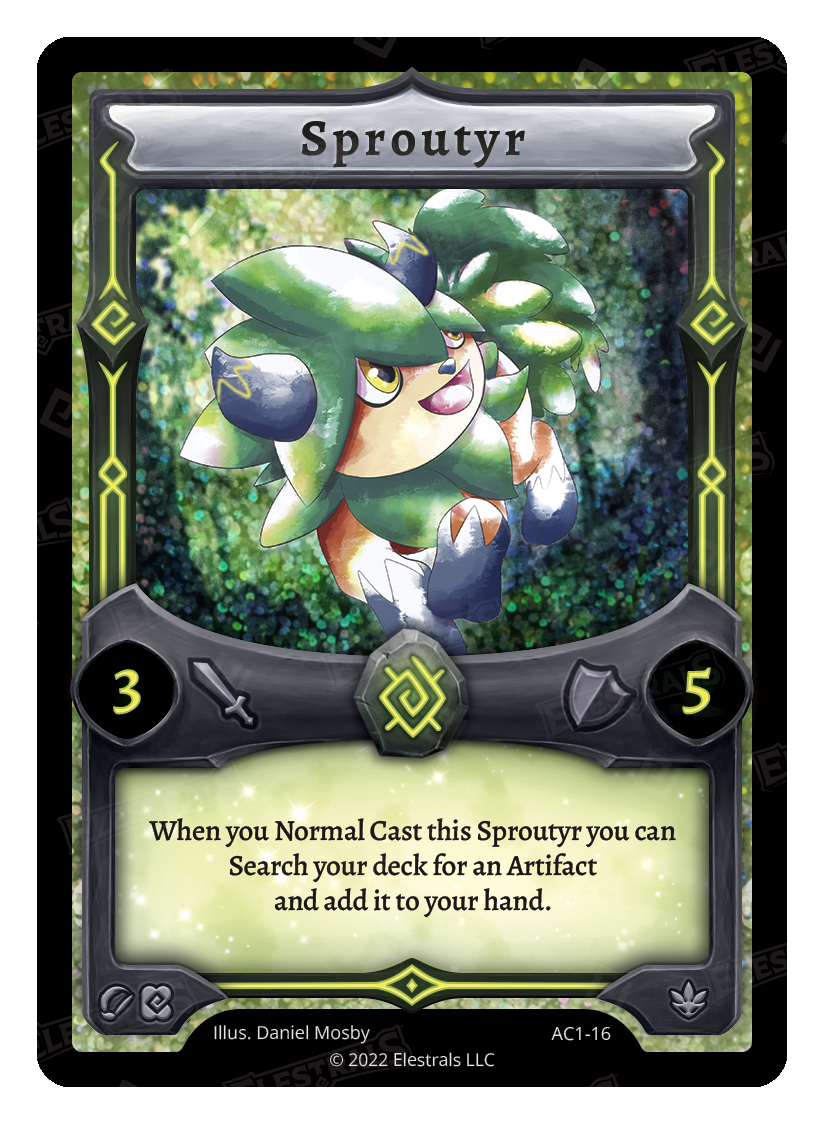 Sproutyr
3
5
When you Normal Cast this Sproutyr you can
Search your deck for an Artifact
and add it to your hand.
Illus. Daniel Mosby
AC1-16
© 2022 Elestrals LLC
ELESTRALS